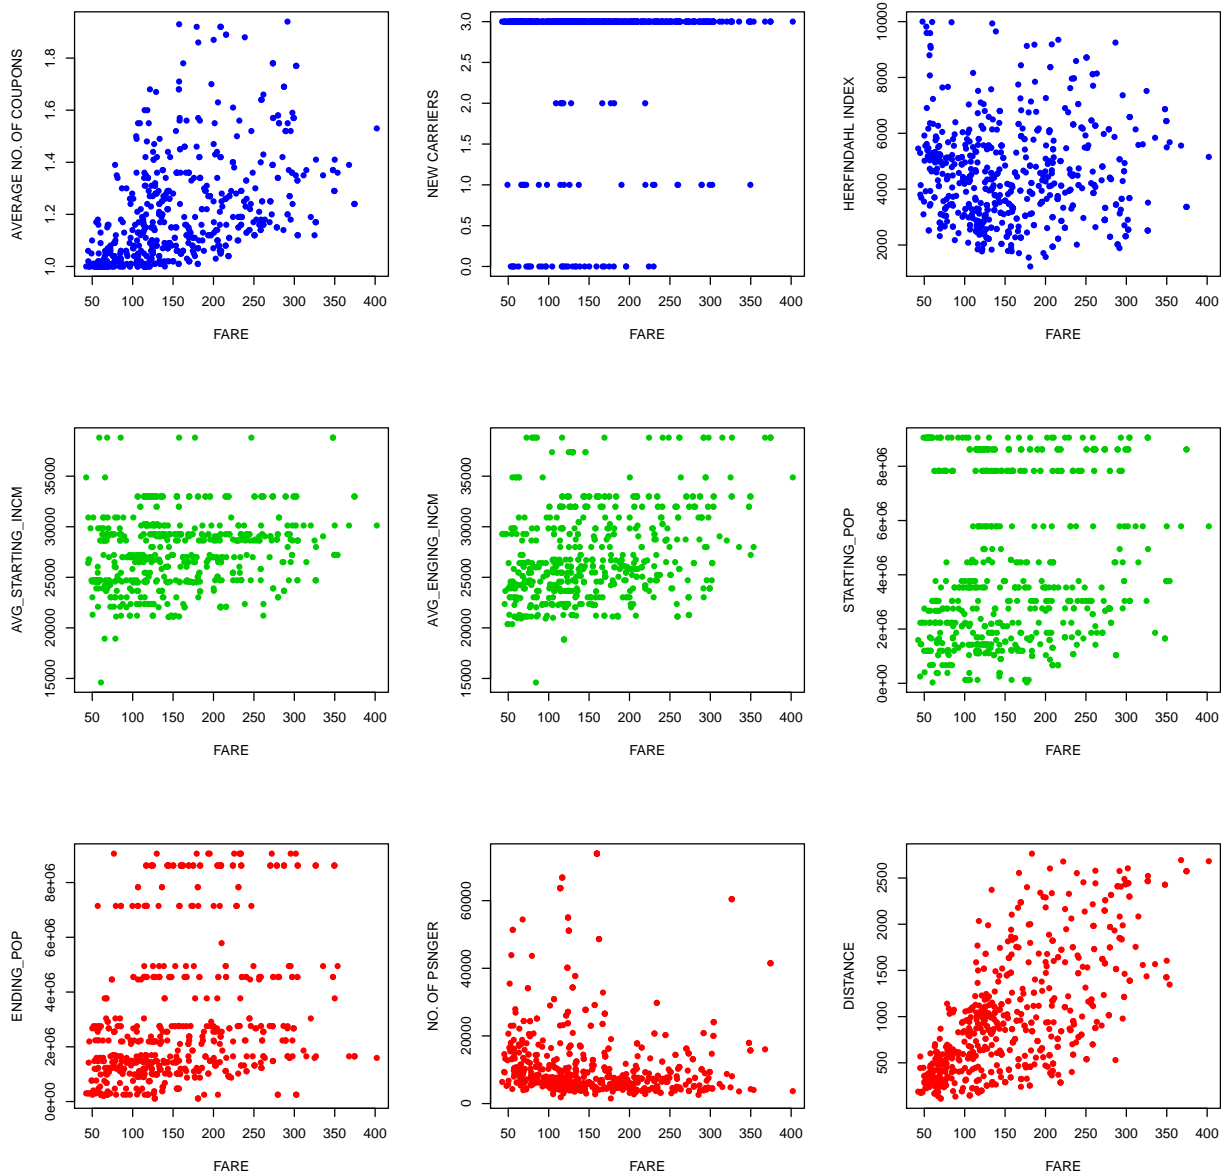 AVERAGE NO. OF COUPONS
1.0 1.2 1.4 1.6 1.8
50 100 150 200 250 300 350 400
FARE
NEW CARRIERS
0.0 0.5 1.0 1.5 2.0 2.5 3.0
50 100 150 200 250 300 350 400
FARE
HERFINDAHL INDEX
2000 4000 6000 8000 10000
50 100 150 200 250 300 350 400
FARE
AVG_STARTING_INCM
15000 20000 25000 30000 35000
50 100 150 200 250 300 350 400
FARE
AVG_ENGING_INCM
15000 20000 25000 30000 35000
50 100 150 200 250 300 350 400
FARE
STARTING_POP
0e+00 2e+06 4e+06 6e+06 8e+06
50 100 150 200 250 300 350 400
FARE
ENDING_POP
0e+00 2e+06 4e+06 6e+06 8e+06
50 100 150 200 250 300 350 400
FARE
NO. OF PSNGER
0 20000 40000 60000
50 100 150 200 250 300 350 400
FARE
DISTANCE
500 1000 1500 2000 2500
50 100 150 200 250 300 350 400
FARE